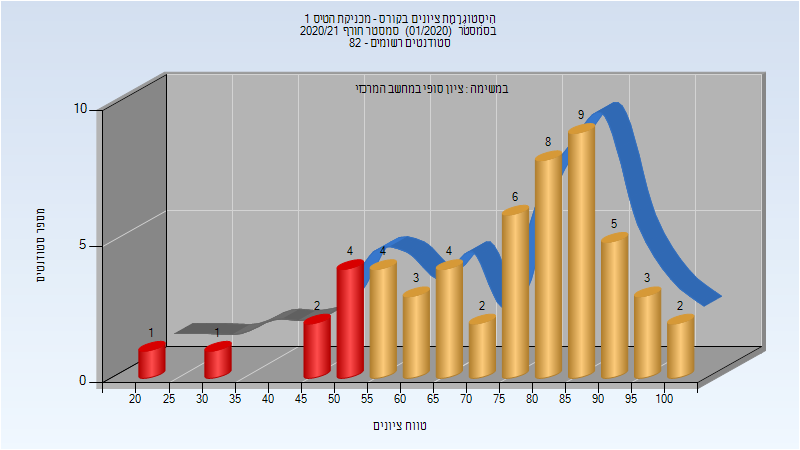 היסטוגרמת ציונים בקורס - מכניקת הטיס 1
בסמסטר (01/2020) סמסטר חורף 2020/21
סטודנטים רשומים - 82
במשימה : ציון סופי במחשב המרכזי
מספר סטודנטים
10
5
0
1
1
2
4
4
3
4
2
6
8
9
5
3
2
20 25 30 35 40 45 50 55 60 65 70 75 80 85 90 95 100
טווח ציונים